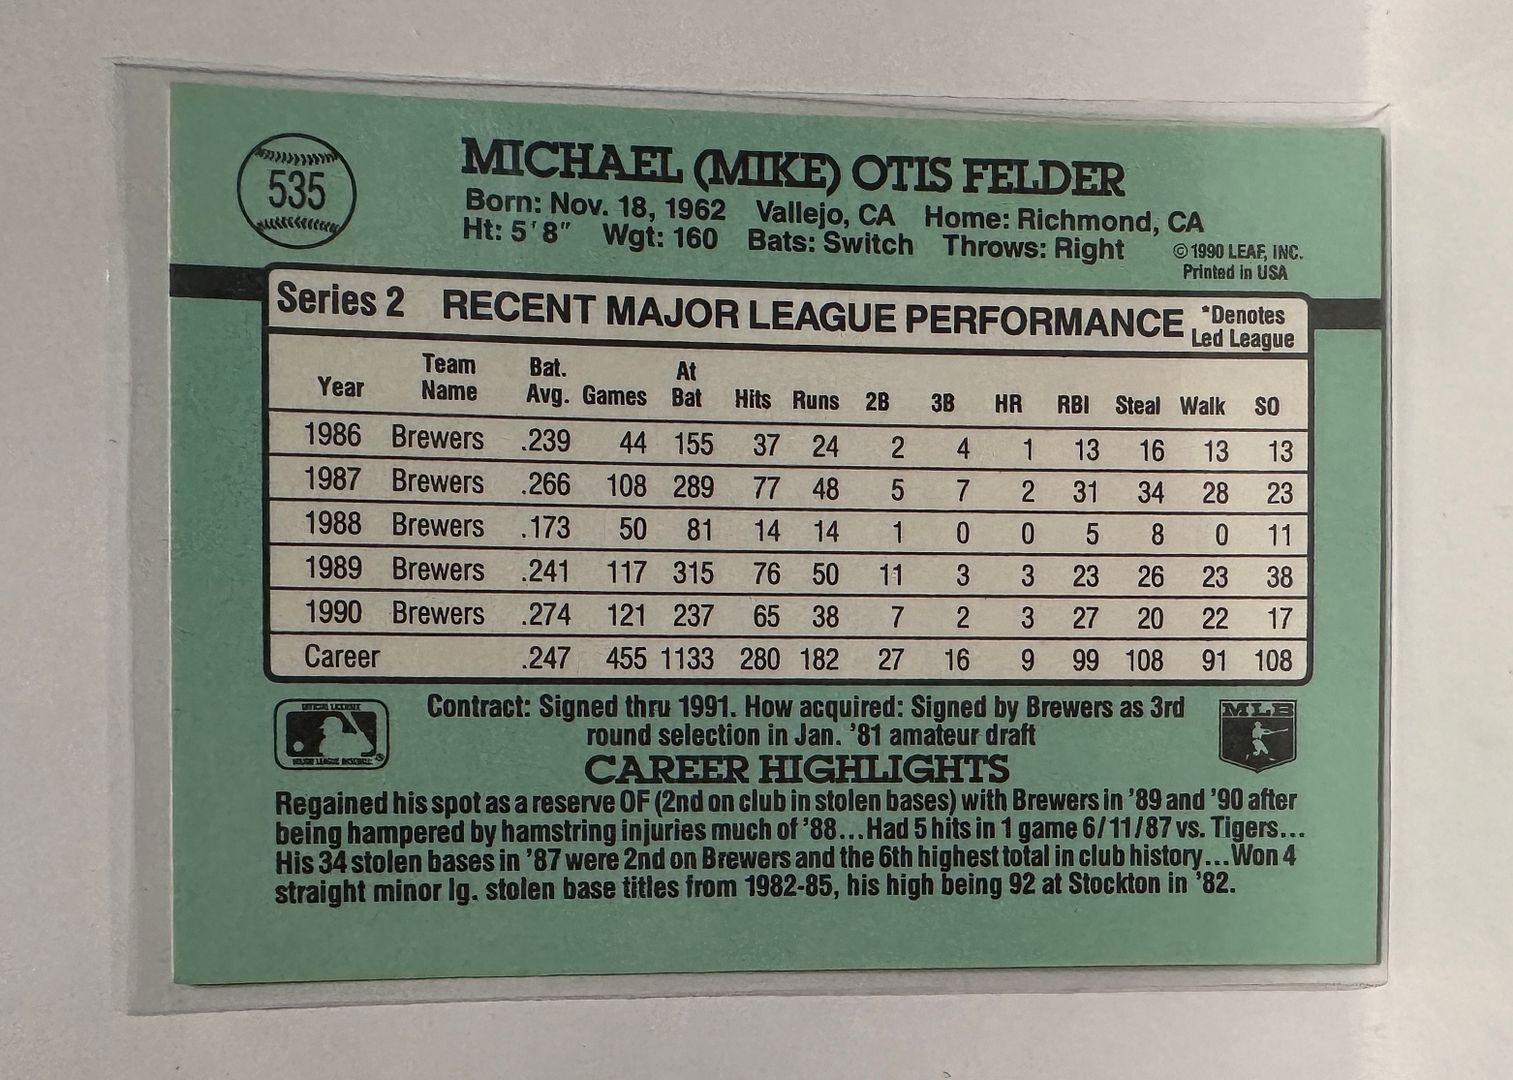 535
MICHAEL (MIKE) OTIS FELDER
Born: Nov. 18, 1962 Vallejo, CA Home: Richmond, CA
Ht: 5'8" Wgt: 160 Bats: Switch Throws: Right
©1990 LEAF, INC.
Printed in USA
Series 2 RECENT MAJOR LEAGUE PERFORMANCE *Denotes Led League
Year Team Name Bat. Avg. Games At Bat Hits Runs 2B 3B HR RBI Steal Walk SO
1986 Brewers .239 44 155 37 24 2 4 1 13 16 13 13
1987 Brewers .266 108 289 77 48 5 7 2 31 34 28 23
1988 Brewers .173 50 81 14 14 1 0 0 5 8 0 11
1989 Brewers .241 117 315 76 50 11 3 3 23 26 23 38
1990 Brewers .274 121 237 65 38 7 2 3 27 20 22 17
Career .247 455 1133 280 182 27 16 9 99 108 91 108
OFFICIAL LICENSEE
MAJOR LEAGUE BASEBALL ®
Contract: Signed thru 1991. How acquired: Signed by Brewers as 3rd
round selection in Jan. '81 amateur draft
MLB
CAREER HIGHLIGHTS
Regained his spot as a reserve OF (2nd on club in stolen bases) with Brewers in '89 and '90 after
being hampered by hamstring injuries much of '88...Had 5 hits in 1 game 6/11/87 vs. Tigers...
His 34 stolen bases in '87 were 2nd on Brewers and the 6th highest total in club history...Won 4
straight minor lg. stolen base titles from 1982-85, his high being 92 at Stockton in '82.